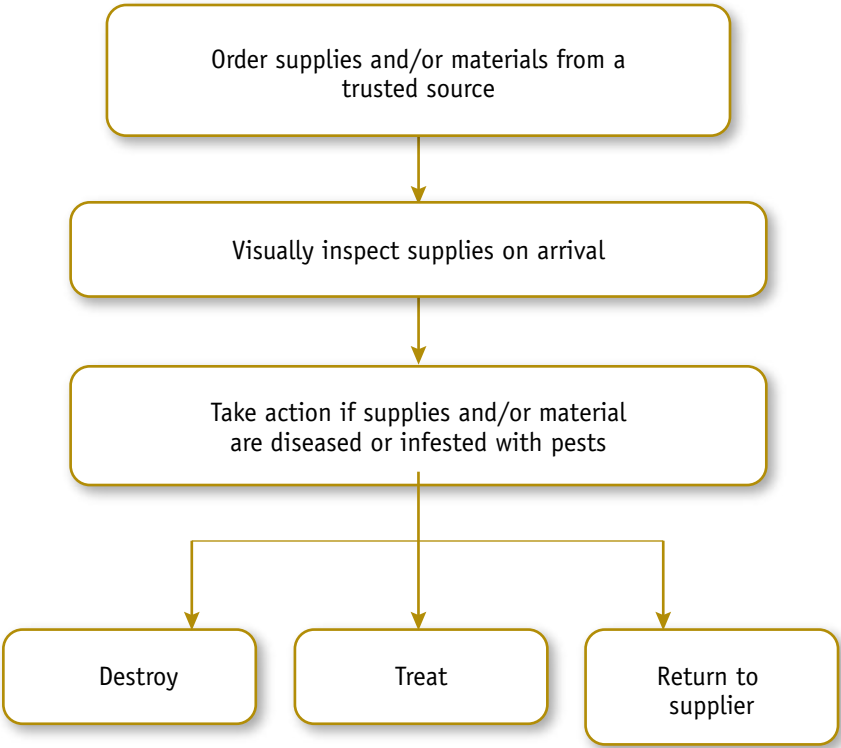 Order supplies and/or materials from a
trusted source
Visually inspect supplies on arrival
Take action if supplies and/or material
are diseased or infested with pests
Destroy
Treat
Return to
supplier